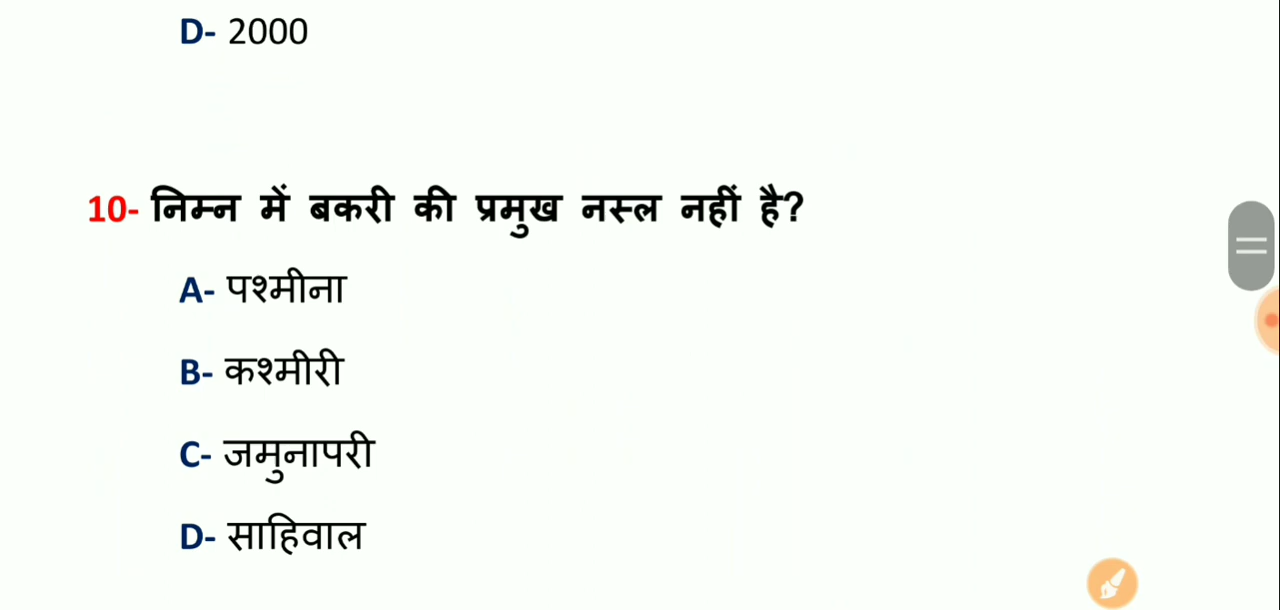 D- 2000
10- निम्न में बकरी की प्रमुख नस्ल नहीं है?
A- पश्मीना
B- कश्मीरी
C- जमुनापरी
D- साहिवाल